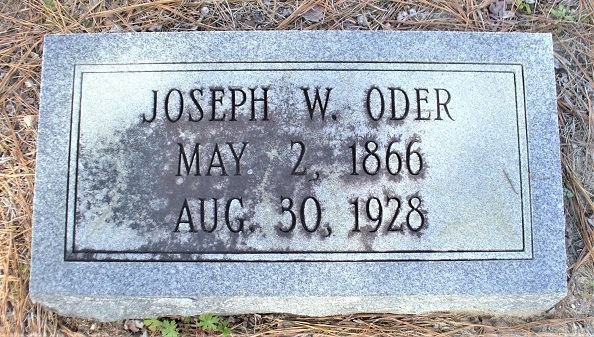 JOSEPH W. ODER
MAY 2, 1866
AUG. 30, 1928